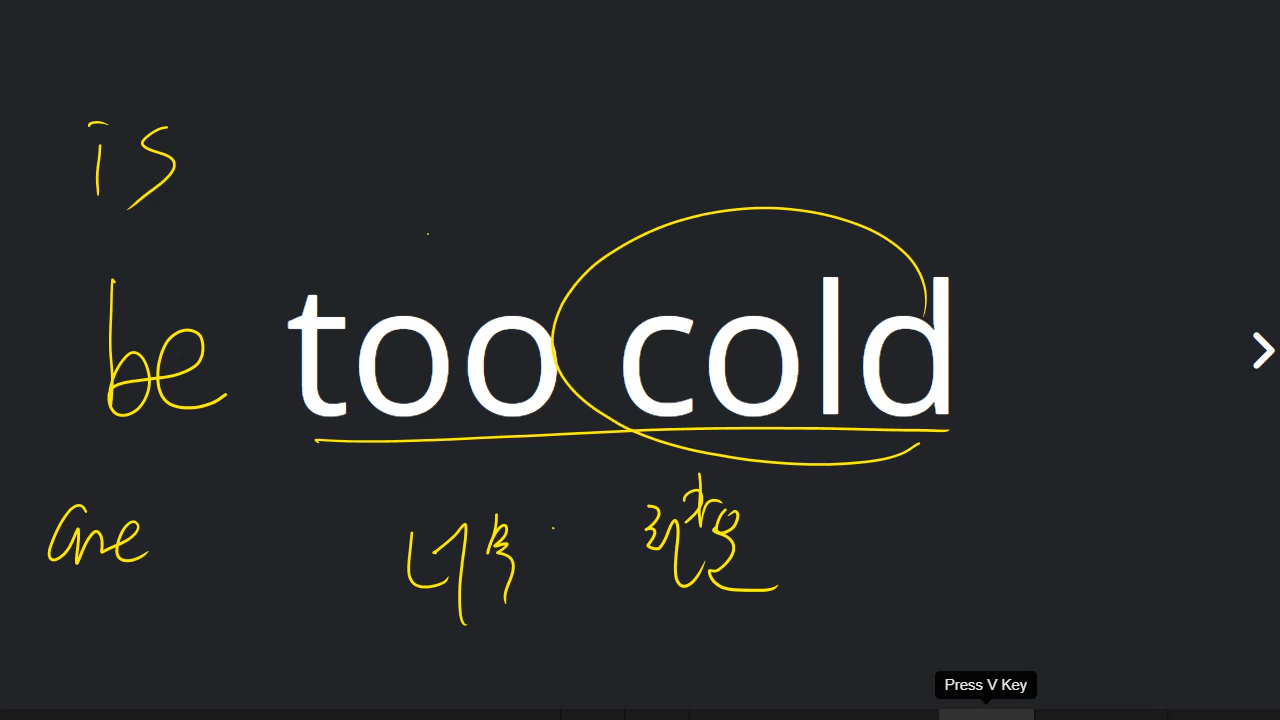 is
be too cold
are 너무
Press V Key